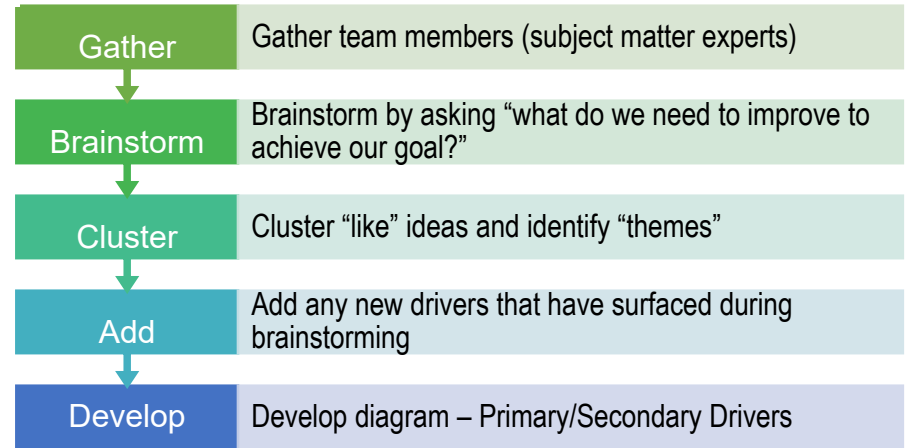 Gather
Gather team members (subject matter experts)
Brainstorm
Brainstorm by asking “what do we need to improve to
achieve our goal?”
Cluster
Cluster “like” ideas and identify “themes”
Add
Add any new drivers that have surfaced during
brainstorming
Develop
Develop diagram – Primary/Secondary Drivers